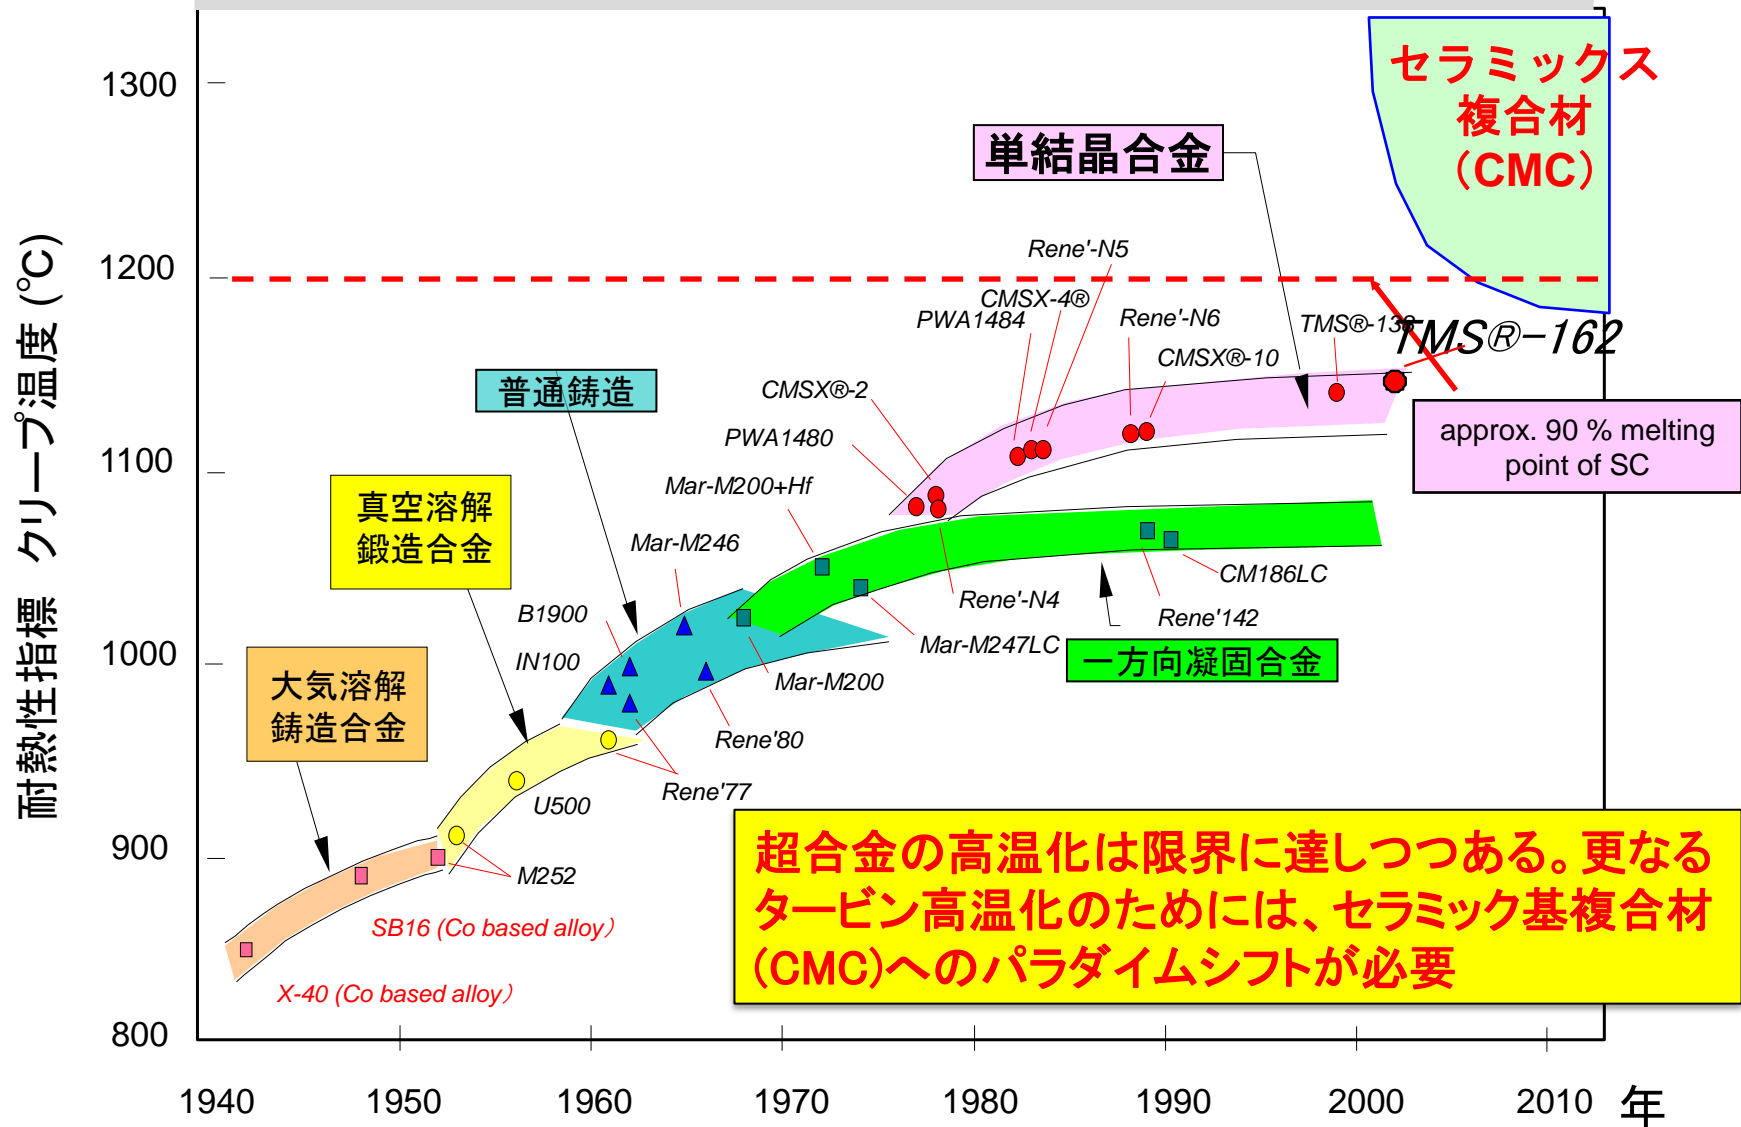 耐熱性指標 クリープ温度 (℃)
1300
1200
1100
1000
900
800
1940
1950
1960
1970
1980
1990
2000
2010
年
セラミックス
複合材
（CMC）
単結晶合金
Rene'-N5
CMSX-4®
PWA1484
Rene'-N6
TMS®-138
TMS®−162
CMSX®-10
CMSX®-2
PWA1480
approx. 90 % melting
point of SC
普通鋳造
Mar-M200+Hf
真空溶解
鍛造合金
Mar-M246
B1900
IN100
CM186LC
Rene'-N4
Rene'142
Mar-M247LC
一方向凝固合金
Mar-M200
大気溶解
鋳造合金
Rene'80
Rene'77
U500
M252
SB16 (Co based alloy）
X-40 (Co based alloy）
超合金の高温化は限界に達しつつある。更なる
タービン高温化のためには、セラミック基複合材
(CMC)へのパラダイムシフトが必要